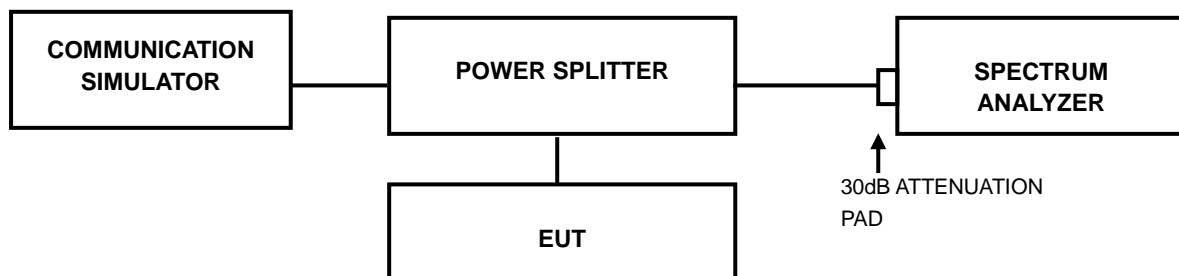 COMMUNICATION
SIMULATOR
POWER SPLITTER
SPECTRUM
ANALYZER
30dB ATTENUATION
PAD
EUT